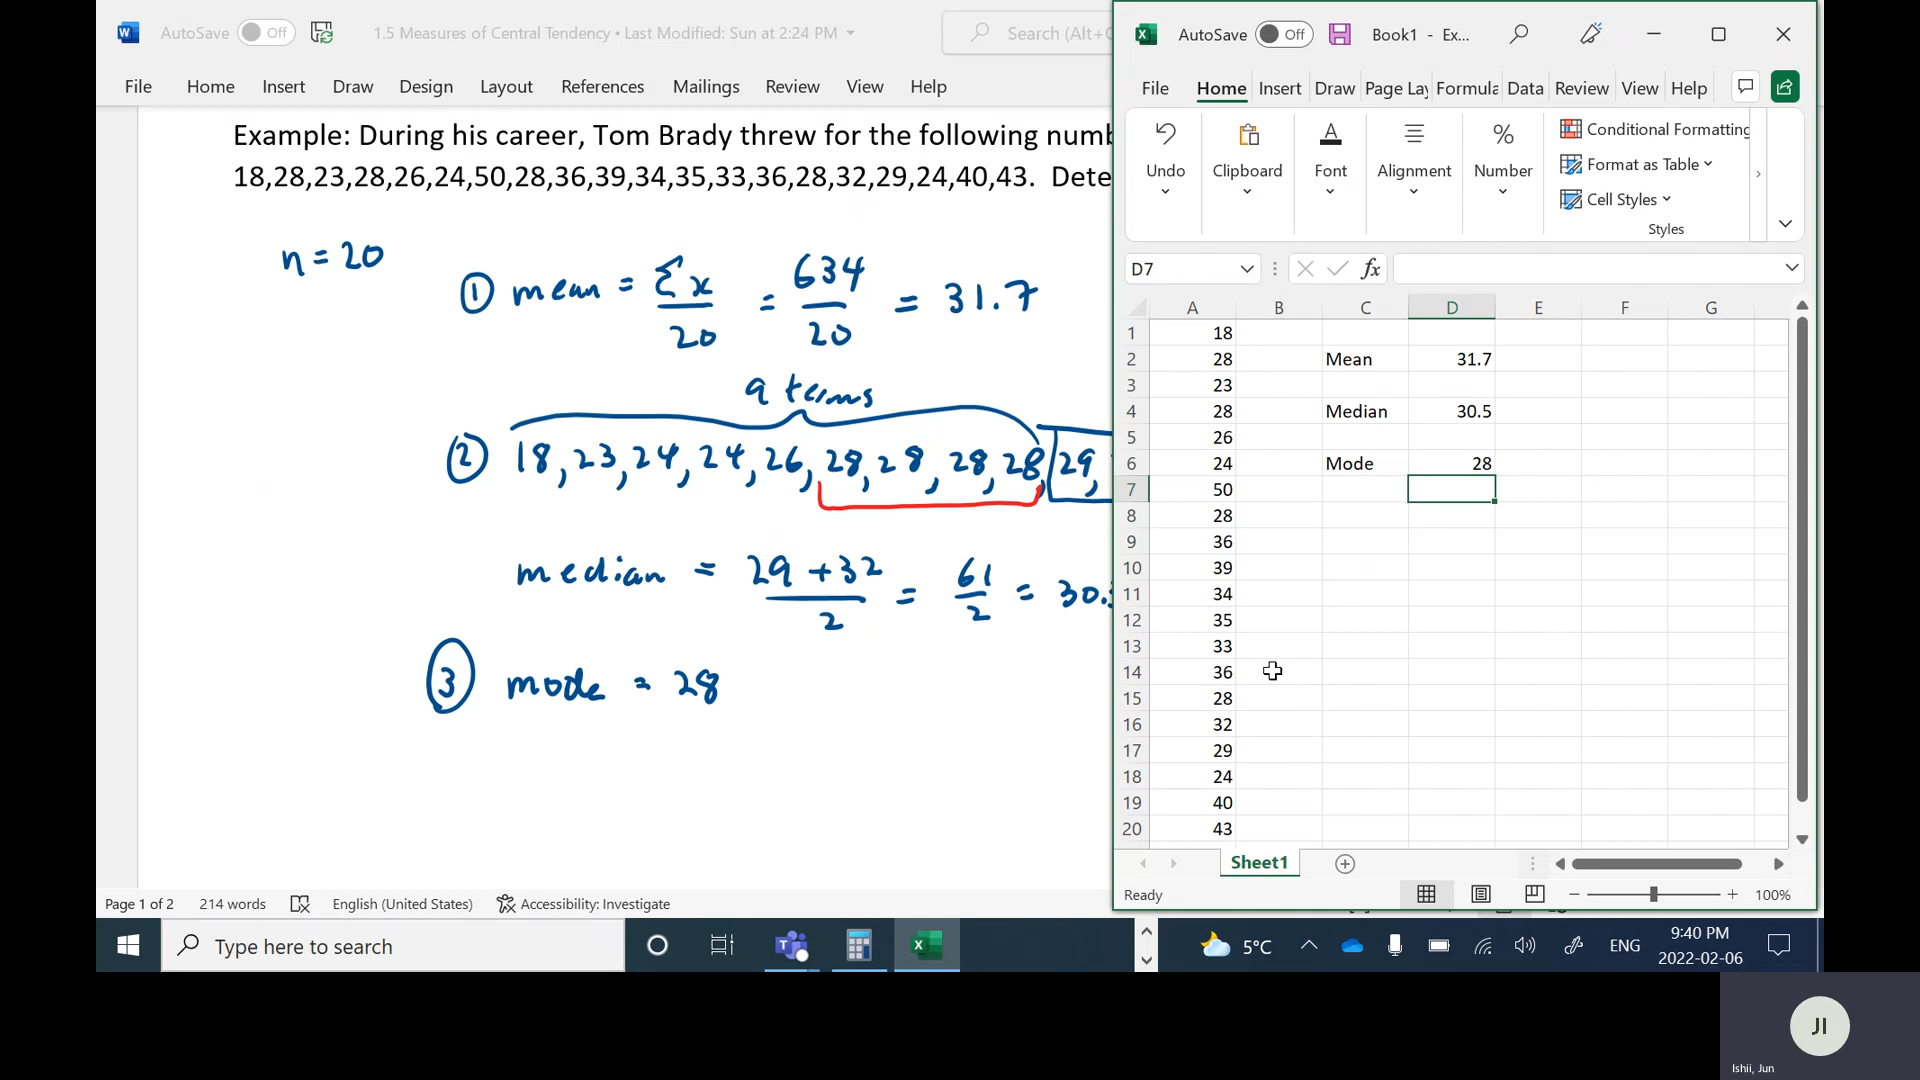 AutoSave Off 1.5 Measures of Central Tendency • Last Modified: Sun at 2:24 PM Search (Alt+
File Home Insert Draw Design Layout References Mailings Review View Help
Example: During his career, Tom Brady threw for the following numb
18,28,23,28,26,24,50,28,36,39,34,35,33,36,28,32,29,24,40,43. Dete
n = 20
① mean = Σx / 20 = 634 / 20 = 31.7
9 terms
② 18, 23, 24, 24, 26, 28, 28, 28, 28, 29,
median = 29 + 32 / 2 = 61 / 2 = 30.
③ mode = 28
Page 1 of 2 214 words English (United States) Accessibility: Investigate
AutoSave Off Book1 - Ex...
File Home Insert Draw Page Lay Formula Data Review View Help
Undo Clipboard Font Alignment Number
Conditional Formatting
Format as Table
Cell Styles
Styles
D7 fx
A B C D E F G
1 18
2 28 Mean 31.7
3 23
4 28 Median 30.5
5 26
6 24 Mode 28
7 50
8 28
9 36
10 39
11 34
12 35
13 33
14 36
15 28
16 32
17 29
18 24
19 40
20 43
Sheet1
Ready 100%
Type here to search 5°C ENG 9:40 PM
2022-02-06
JI
Ishii, Jun